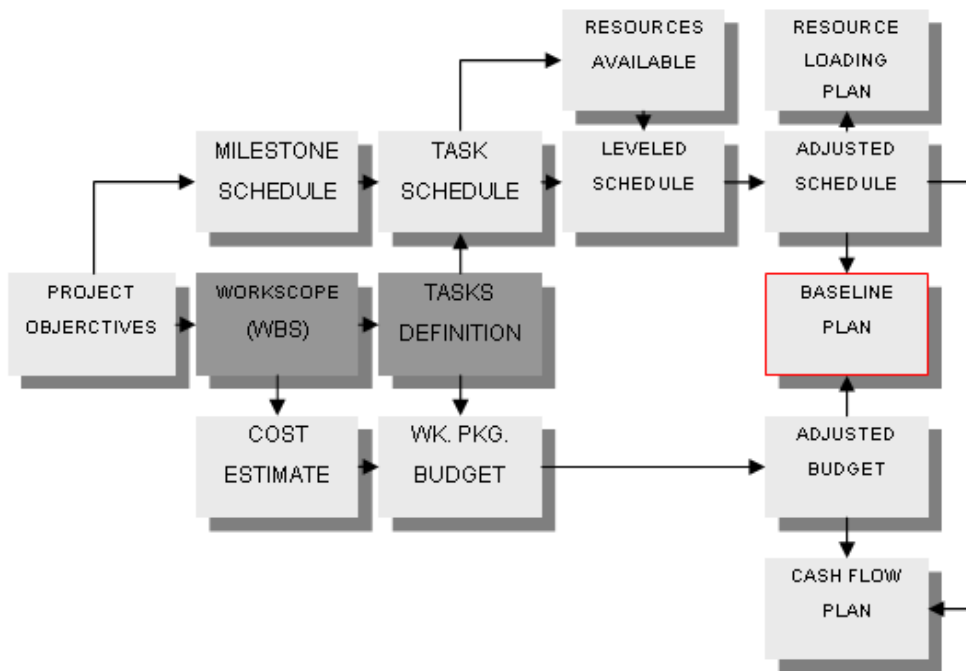 RESOURCES
AVAILABLE
RESOURCE
LOADING
PLAN
MILESTONE
SCHEDULE
TASK
SCHEDULE
LEVELED
SCHEDULE
ADJUSTED
SCHEDULE
PROJECT
OBJERCTIVES
WORKSCOPE
(WBS)
TASKS
DEFINITION
BASELINE
PLAN
COST
ESTIMATE
WK. PKG.
BUDGET
ADJUSTED
BUDGET
CASH FLOW
PLAN